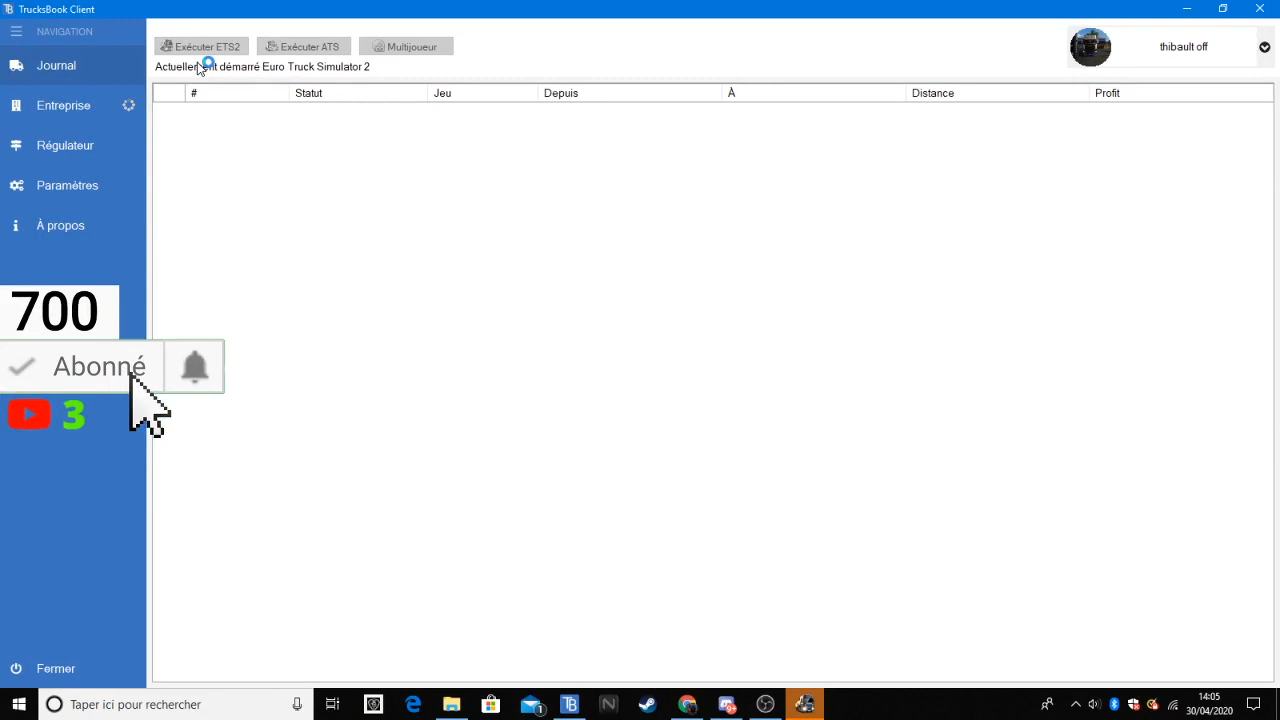 TrucksBook Client
NAVIGATION
Journal
Entreprise
Régulateur
Paramètres
À propos
Exécuter ETS2 Exécuter ATS Multijoueur
thibault off
Actuellement démarré Euro Truck Simulator 2
# Statut Jeu Depuis À Distance Profit
700
Abonné
3
Fermer
Taper ici pour rechercher
1
14:05
30/04/2020